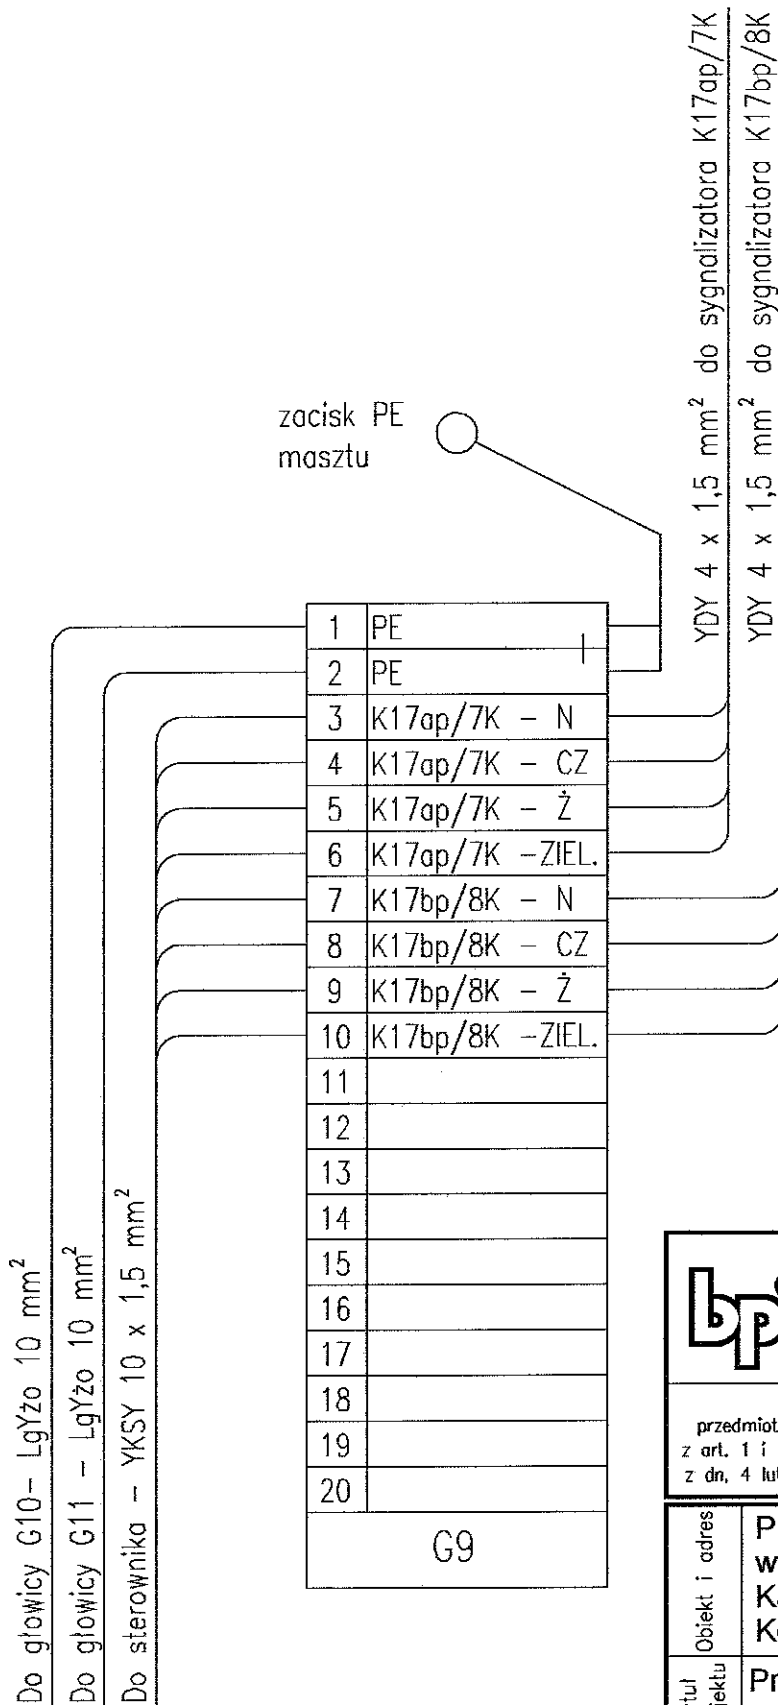 YDY 4 x 1,5 mm² do sygnalizatora K17ap/7K
YDY 4 x 1,5 mm² do sygnalizatora K17bp/8K
zacisk PE
masztu
1 PE
2 PE
3 K17ap/7K - N
4 K17ap/7K - CZ
5 K17ap/7K - Ż
6 K17ap/7K -ZIEL.
7 K17bp/8K - N
8 K17bp/8K - CZ
9 K17bp/8K - Ż
10 K17bp/8K -ZIEL.
11
12
13
14
15
16
17
18
19
20
G9
Do głowicy G10- LgYżo 10 mm²
Do głowicy G11 - LgYżo 10 mm²
Do sterownika - YKSY 10 x 1,5 mm²
przedmiot
z art. 1 i
z dn. 4
Obiekt i adres